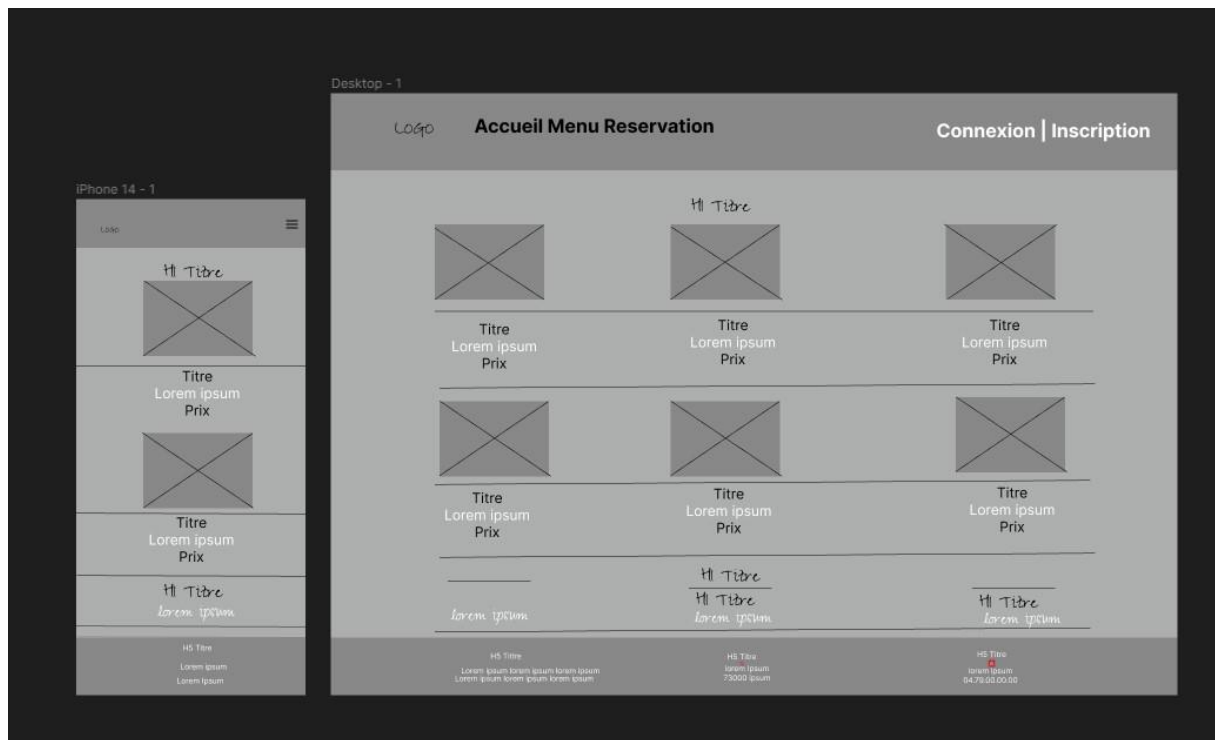 Desktop - 1
LOGO
Accueil Menu Reservation
Connexion | Inscription
H1 Titre
Titre
Lorem ipsum
Prix
Titre
Lorem ipsum
Prix
Titre
Lorem ipsum
Prix
Titre
Lorem ipsum
Prix
Titre
Lorem ipsum
Prix
Titre
Lorem ipsum
Prix
H1 Titre
lorem ipsum
H1 Titre
lorem ipsum
H1 Titre
lorem ipsum
H5 Tittre
Lorem ipsum lorem ipsum lorem ipsum
Lorem ipsum lorem ipsum lorem ipsum
H5 Titre
lorem ipsum
73000 ipsum
H5 Titre
lorem ipsum
04.79.00.00.00
iPhone 14 - 1
LOGO
H1 Titre
Titre
Lorem ipsum
Prix
Titre
Lorem ipsum
Prix
H1 Titre
lorem ipsum
H5 Titre
Lorem ipsum
Lorem Ipsum